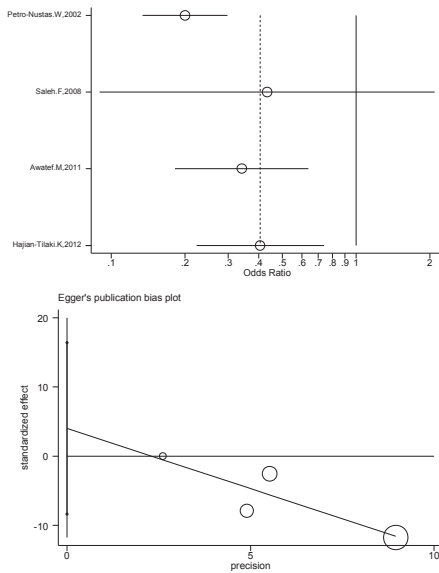 Petro-Nustas.W,2002
Saleh.F,2008
Awatef.M,2011
Hajian-Tilaki.K,2012
.1 .2 .3 .4 .5 .6 .7 .8 .9 1 2
Odds Ratio
Egger's publication bias plot
20
10
0
-10
standardized effect
0 5 10
precision